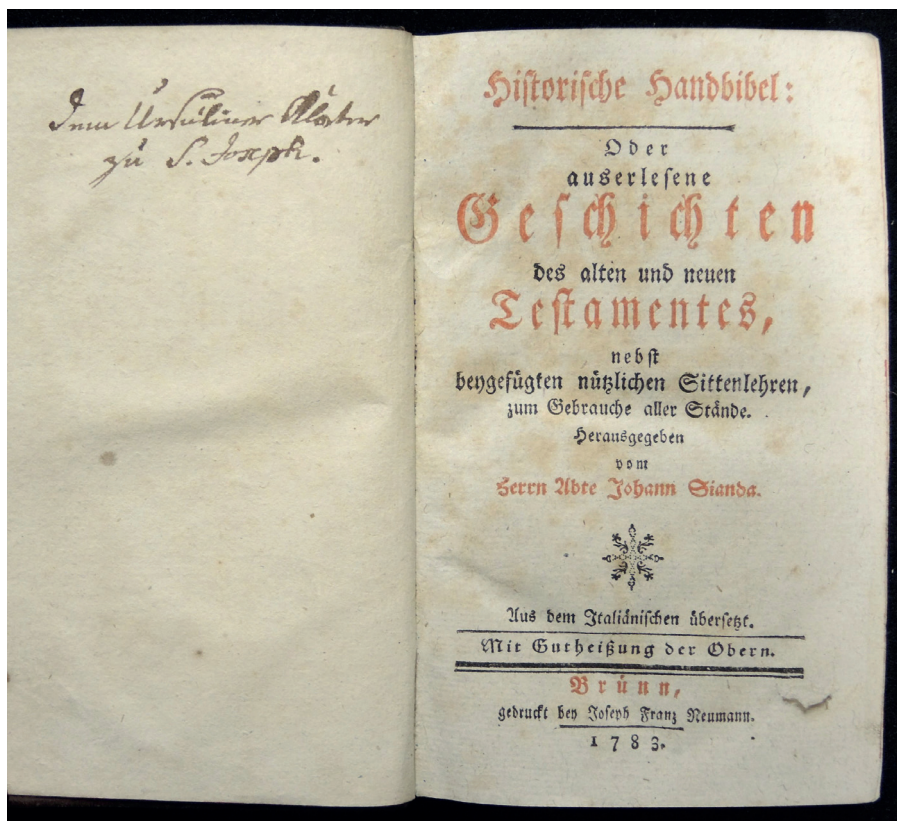 Dem Ursuliner Kloster
zu S. Joseph.
Historische Handbibel:
Oder
auserlesene
Geschichten
des alten und neuen
Testamentes,
nebst
beygefügten nützlichen Sittenlehren,
zum Gebrauche aller Stände.
Herausgegeben
vom
Herrn Abte Johann Sianda.
Aus dem Italiänischen übersetzt.
Mit Gutheißung der Obern.
Brünn,
gedruckt bey Joseph Franz Neumann.
1783.